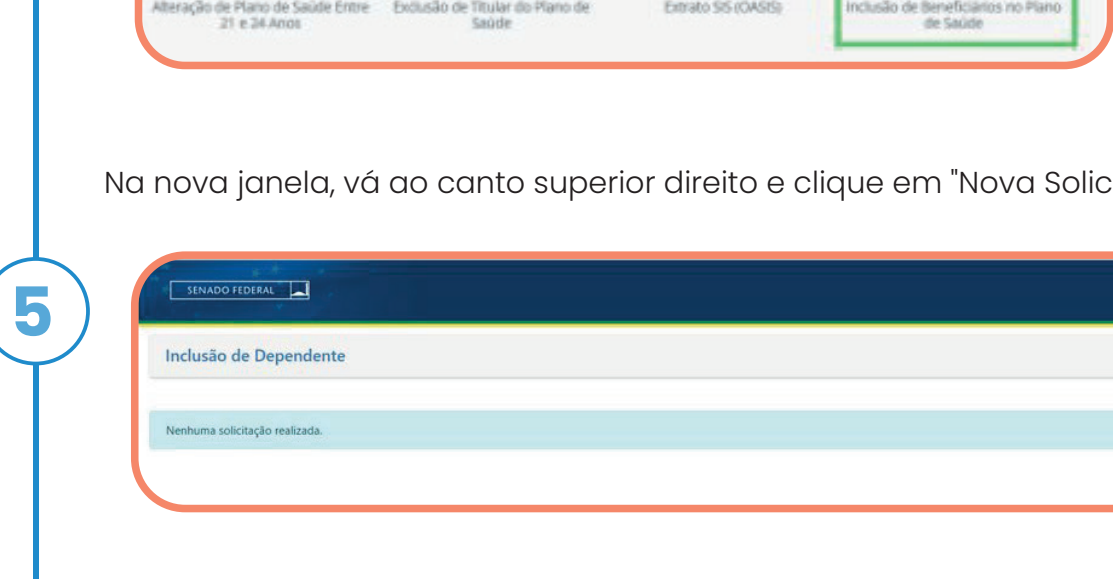 Alteração de Plano de Saúde Entre 21 e 24 Anos
Exclusão de Titular do Plano de Saúde
Extrato SIS (OASIS)
Inclusão de Beneficiários no Plano de Saúde
Na nova janela, vá ao canto superior direito e clique em "Nova Solic
5
SENADO FEDERAL
Inclusão de Dependente
Nenhuma solicitação realizada.